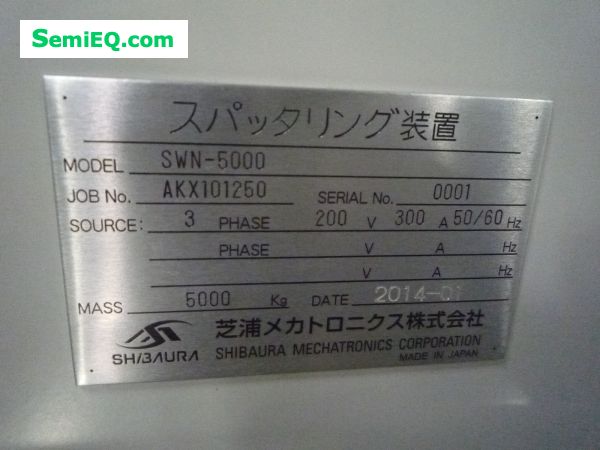 SemiEQ.com
スパッタリング装置
MODEL SWN-5000
JOB No. AKX101250 SERIAL No. 0001
SOURCE: 3 PHASE 200 V 300 A 50/60 Hz
PHASE V A Hz
V A Hz
MASS 5000 Kg DATE 2014-01
芝浦メカトロニクス株式会社
SHIBAURA SHIBAURA MECHATRONICS CORPORATION
MADE IN JAPAN